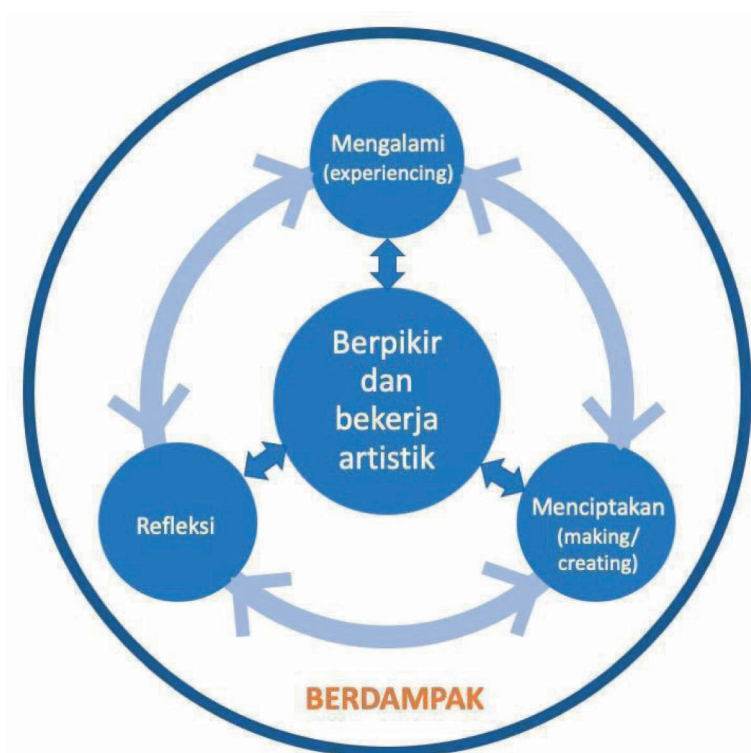 Mengalami
(experiencing)
Berpikir
dan
bekerja
artistik
Refleksi
Menciptakan
(making/
creating)
BERDAMPAK